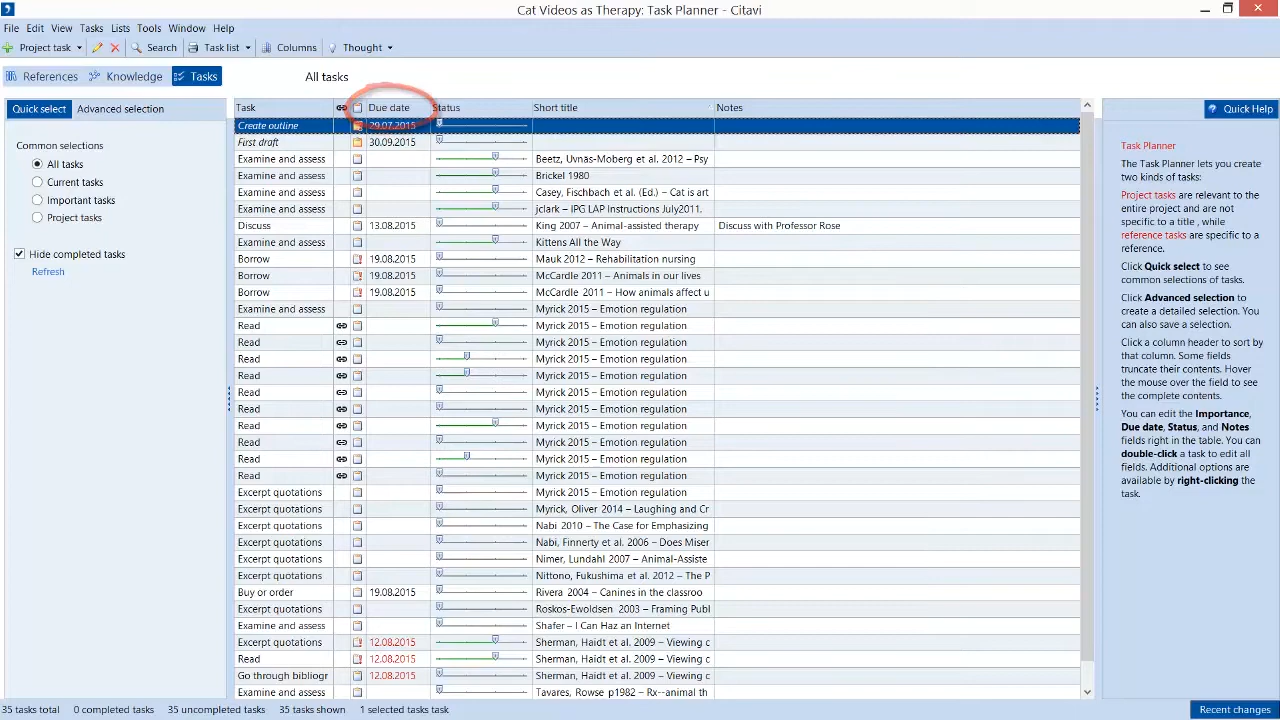 Cat Videos as Therapy: Task Planner - Citavi
File Edit View Tasks Lists Tools Window Help
Project task Search Task list Columns Thought
References Knowledge Tasks All tasks
Quick select Advanced selection
Common selections
All tasks
Current tasks
Important tasks
Project tasks
Hide completed tasks
Refresh
Task Due date Status Short title Notes
Create outline 29.07.2015
First draft 30.09.2015
Examine and assess Beetz, Uvnäs-Moberg et al. 2012 – Psy
Examine and assess Brickel 1980
Examine and assess Casey, Fischbach et al. (Ed.) – Cat is art
Examine and assess jclark – IPG LAP Instructions July2011.
Discuss 13.08.2015 King 2007 – Animal-assisted therapy Discuss with Professor Rose
Examine and assess Kittens All the Way
Borrow 19.08.2015 Mauk 2012 – Rehabilitation nursing
Borrow 19.08.2015 McCardle 2011 – Animals in our lives
Borrow 19.08.2015 McCardle 2011 – How animals affect u
Examine and assess Myrick 2015 – Emotion regulation
Read Myrick 2015 – Emotion regulation
Read Myrick 2015 – Emotion regulation
Read Myrick 2015 – Emotion regulation
Read Myrick 2015 – Emotion regulation
Read Myrick 2015 – Emotion regulation
Read Myrick 2015 – Emotion regulation
Read Myrick 2015 – Emotion regulation
Read Myrick 2015 – Emotion regulation
Read Myrick 2015 – Emotion regulation
Read Myrick 2015 – Emotion regulation
Excerpt quotations Myrick 2015 – Emotion regulation
Excerpt quotations Myrick, Oliver 2014 – Laughing and Cr
Excerpt quotations Nabi 2010 – The Case for Emphasizing
Excerpt quotations Nabi, Finnerty et al. 2006 – Does Miser
Excerpt quotations Nimer, Lundahl 2007 – Animal-Assiste
Excerpt quotations Nittono, Fukushima et al. 2012 – The P
Buy or order 19.08.2015 Rivera 2004 – Canines in the classroo
Excerpt quotations Roskos-Ewoldsen 2003 – Framing Publ
Examine and assess Shafer – I Can Haz an Internet
Excerpt quotations 12.08.2015 Sherman, Haidt et al. 2009 – Viewing c
Read 12.08.2015 Sherman, Haidt et al. 2009 – Viewing c
Go through bibliogr 12.08.2015 Sherman, Haidt et al. 2009 – Viewing c
Examine and assess Tavares, Rowse p1982 – Rx--animal th
Quick Help
Task Planner
The Task Planner lets you create
two kinds of tasks:
Project tasks are relevant to the
entire project and are not
specific to a title , while
reference tasks are specific to a
reference.
Click Quick select to see
common selections of tasks.
Click Advanced selection to
create a detailed selection. You
can also save a selection.
Click a column header to sort by
that column. Some fields
truncate their contents. Hover
the mouse over the field to see
the complete contents.
You can edit the Importance,
Due date, Status, and Notes
fields right in the table. You can
double-click a task to edit all
fields. Additional options are
available by right-clicking the
task.
35 tasks total 0 completed tasks 35 uncompleted tasks 35 tasks shown 1 selected tasks task
Recent changes